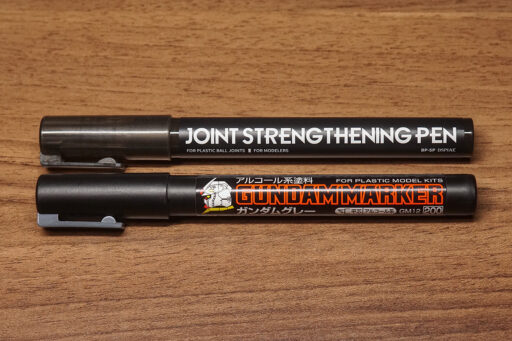 JOINT STRENGTHENING PEN
FOR PLASTIC BALL JOINTS FOR MODELERS
BP-SP DSPIAE
アルコール系塗料 FOR PLASTIC MODEL KITS
GUNDAM MARKER
ガンダムグレー GM12 200